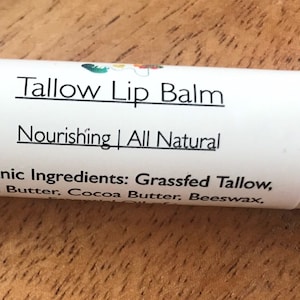 Tallow Lip Balm
Nourishing | All Natural
nic Ingredients: Grassfed Tallow,
Butter, Cocoa Butter, Beeswax,